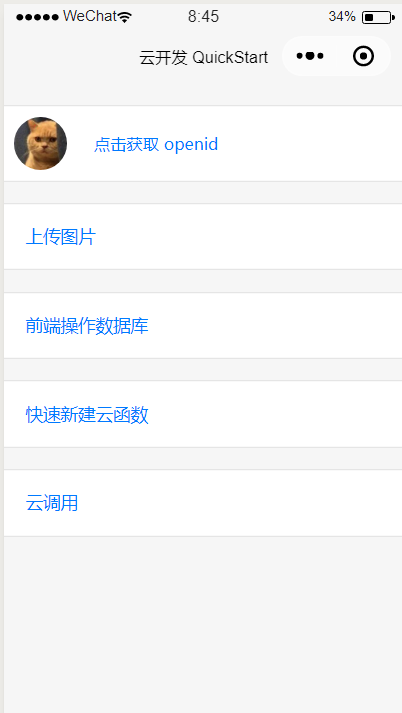 WeChat 8:45 34%
云开发 QuickStart
点击获取 openid
上传图片
前端操作数据库
快速新建云函数
云调用